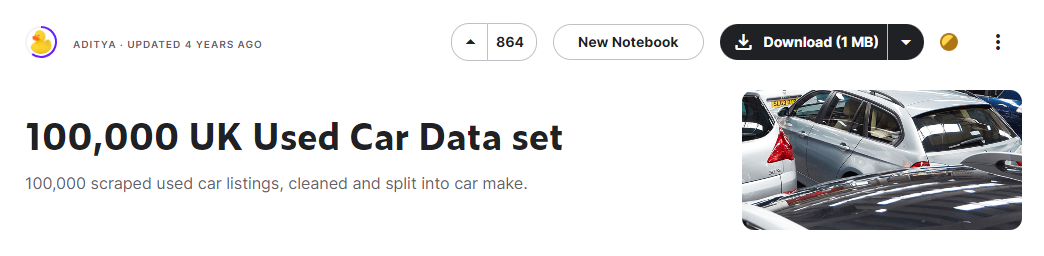 ADITYA · UPDATED 4 YEARS AGO
864
New Notebook
Download (1 MB)
100,000 UK Used Car Data set
100,000 scraped used car listings, cleaned and split into car make.